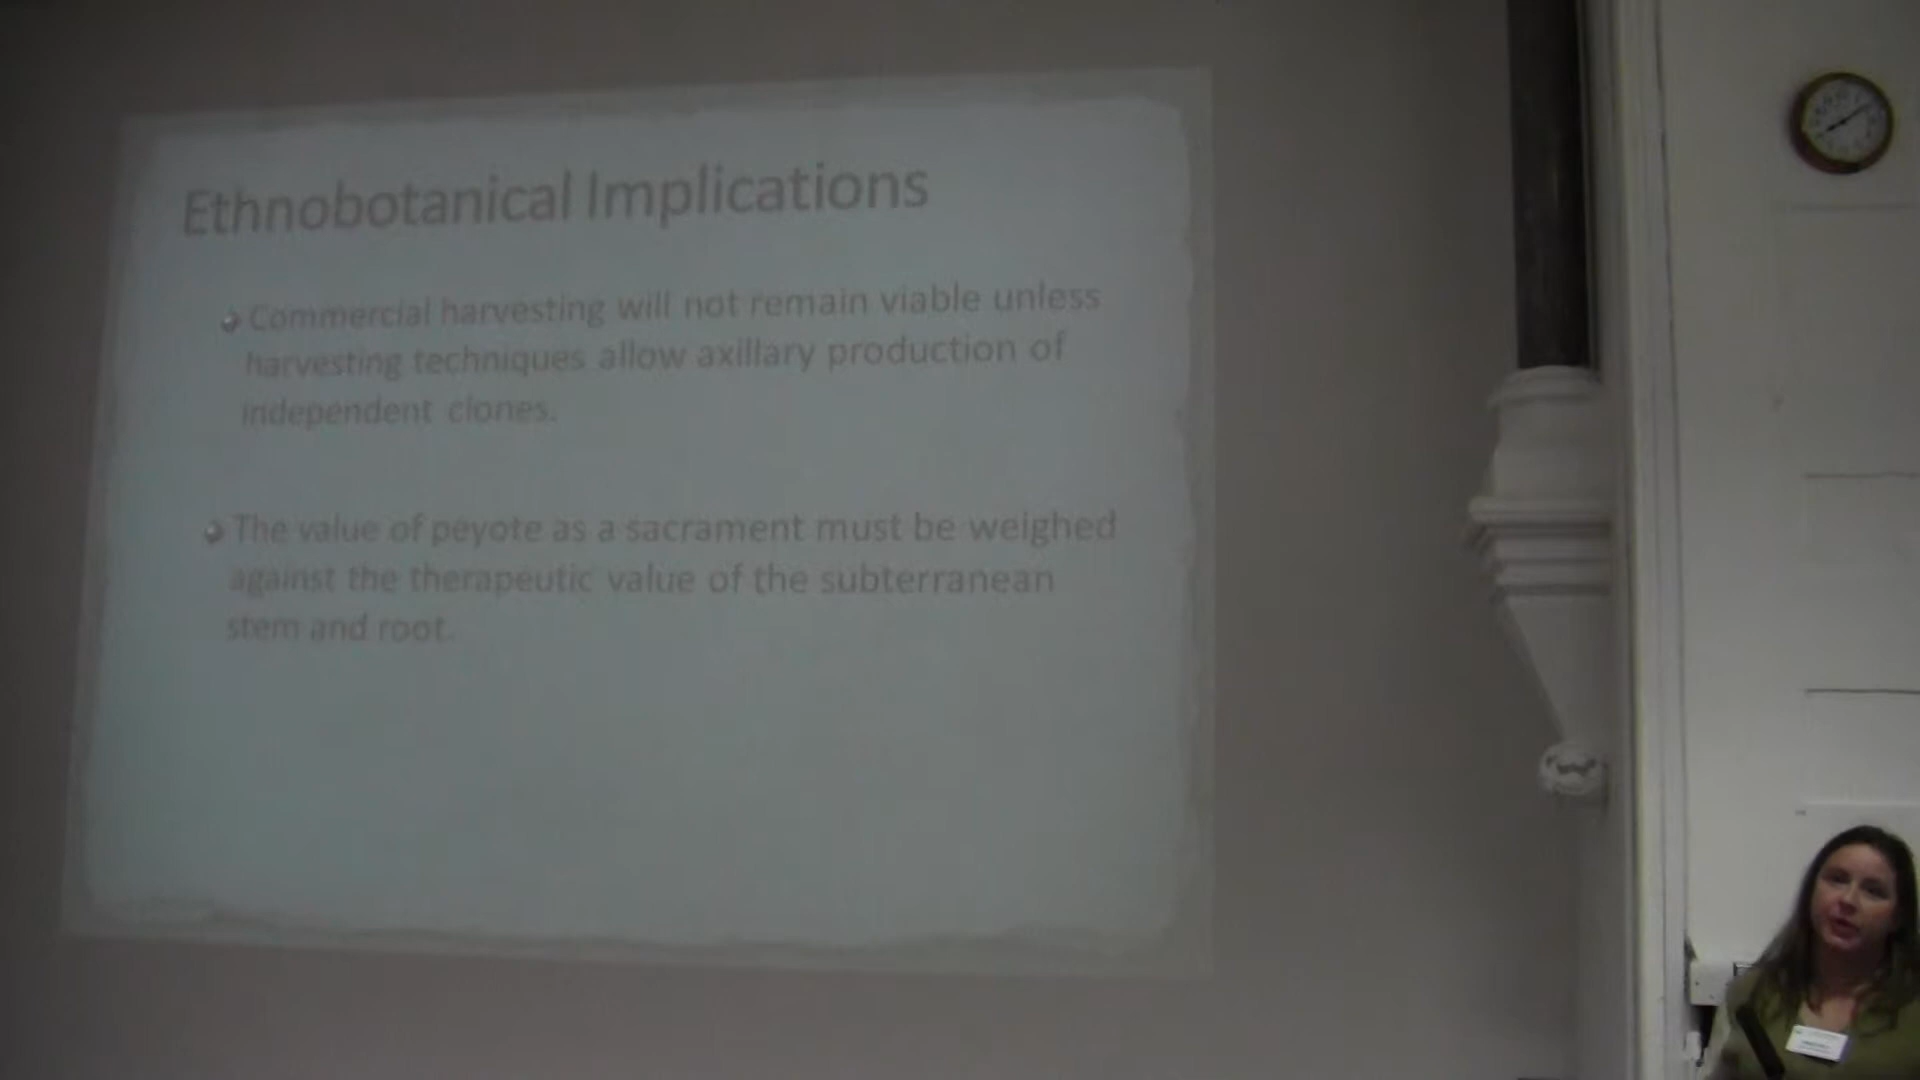 Ethnobotanical Implications
Commercial harvesting will not remain viable unless
harvesting techniques allow axillary production of
independent clones.
The value of peyote as a sacrament must be weighed
against the therapeutic value of the subterranean
stem and root.